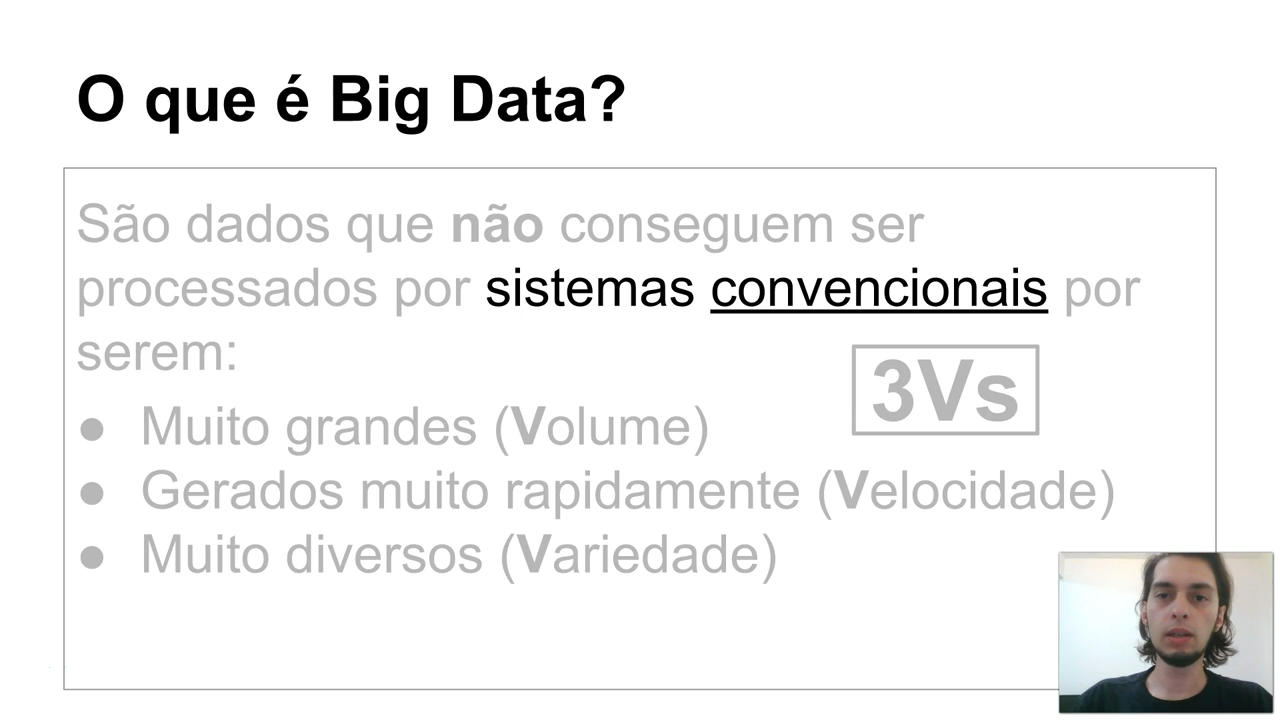 O que é Big Data?
São dados que não conseguem ser
processados por sistemas convencionais por
serem:
3Vs
● Muito grandes (Volume)
● Gerados muito rapidamente (Velocidade)
● Muito diversos (Variedade)